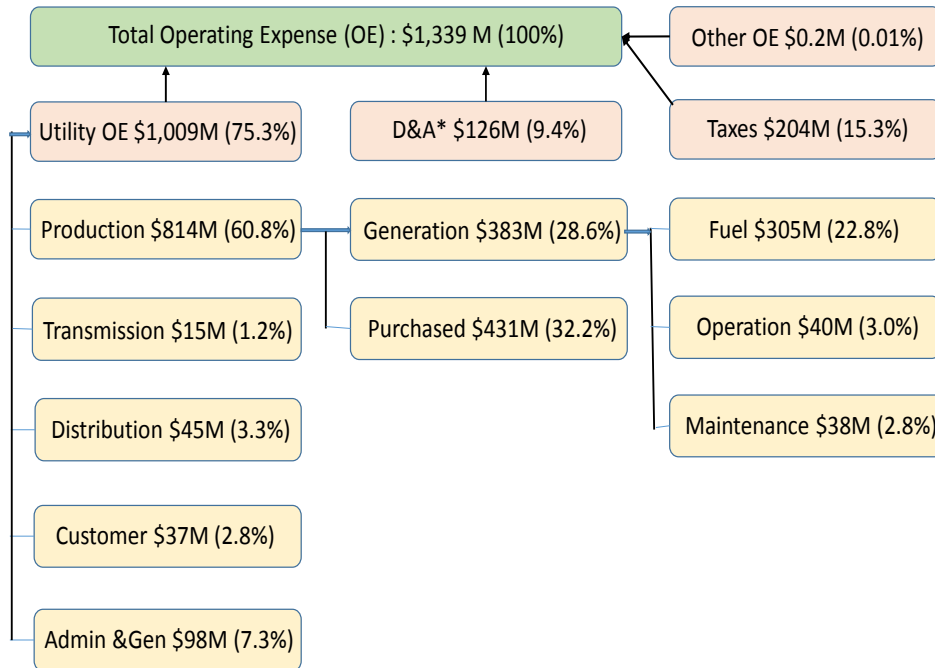 Total Operating Expense (OE) : $1,339 M (100%)
Other OE $0.2M (0.01%)
Utility OE $1,009M (75.3%)
D&A* $126M (9.4%)
Taxes $204M (15.3%)
Production $814M (60.8%)
Generation $383M (28.6%)
Fuel $305M (22.8%)
Transmission $15M (1.2%)
Purchased $431M (32.2%)
Operation $40M (3.0%)
Distribution $45M (3.3%)
Maintenance $38M (2.8%)
Customer $37M (2.8%)
Admin &Gen $98M (7.3%)